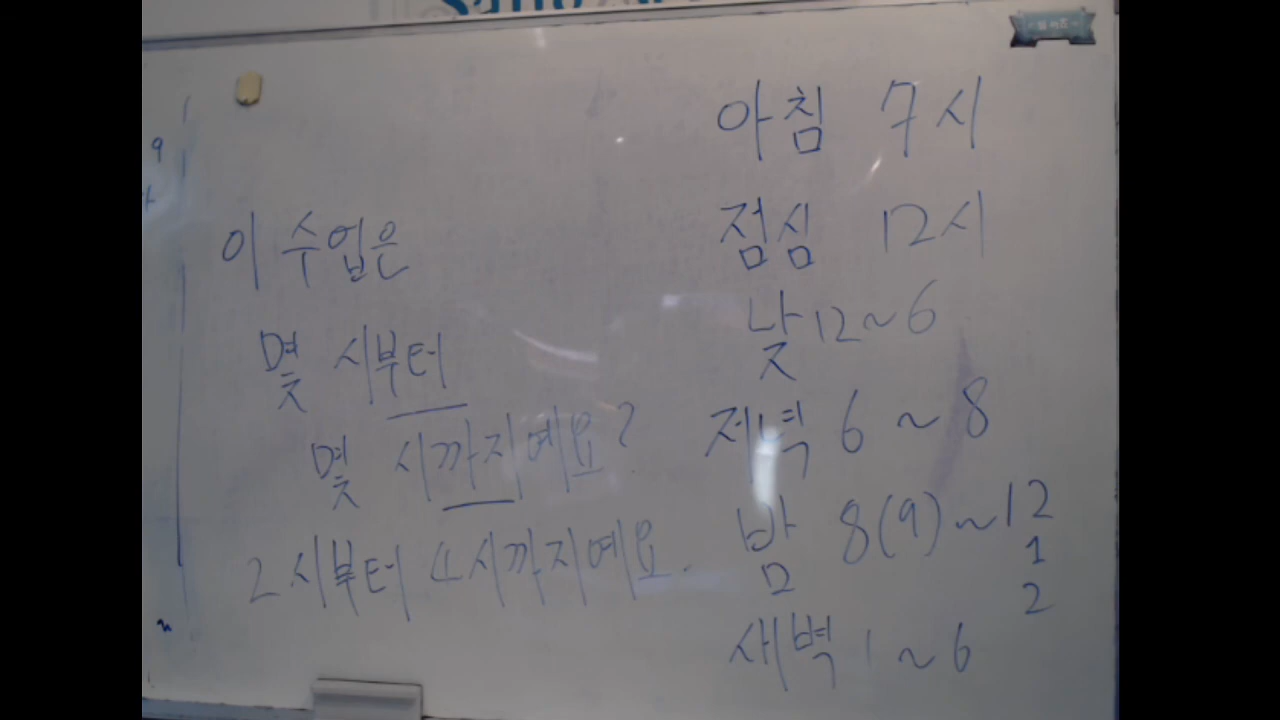 이 수업은
몇 시부터
몇 시까지예요?
2시부터 4시까지예요.
아침 7시
점심 12시
낮 12~6
저녁 6~8
밤 8(9)~12
1
2
새벽 1~6
9